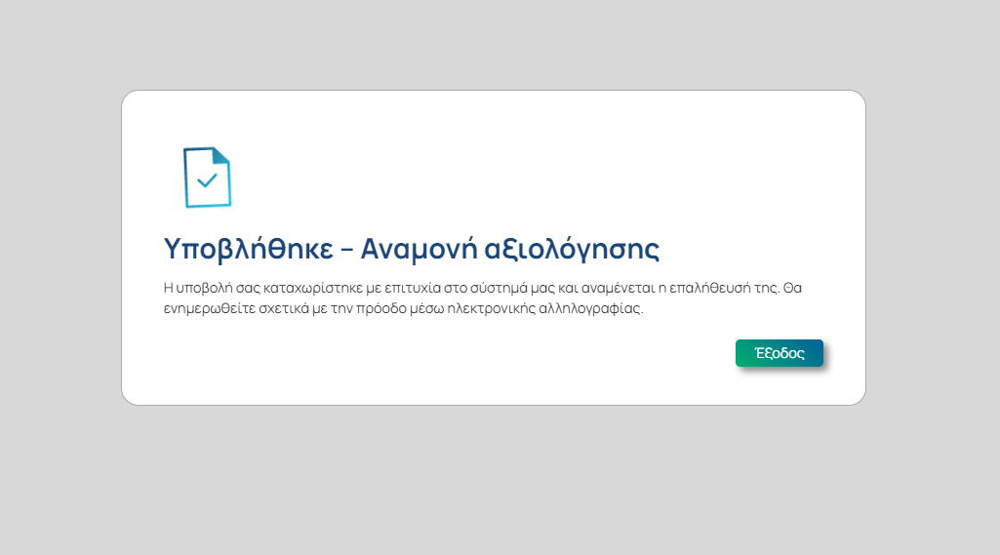 Υποβλήθηκε – Αναμονή αξιολόγησης
Η υποβολή σας καταχωρίστηκε με επιτυχία στο σύστημά μας και αναμένεται η επαλήθευσή της. Θα
ενημερωθείτε σχετικά με την πρόοδο μέσω ηλεκτρονικής αλληλογραφίας.
Έξοδος